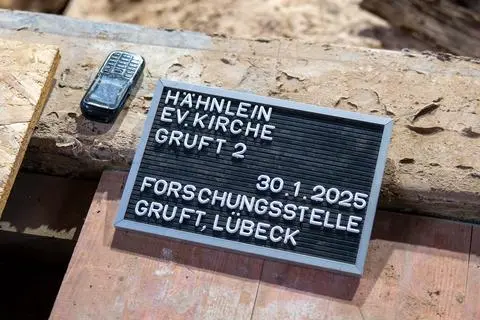 HÄHNLEIN
EV. KIRCHE
GRUFT 2
30.1.2025
FORSCHUNGSSTELLE
GRUFT, LÜBECK